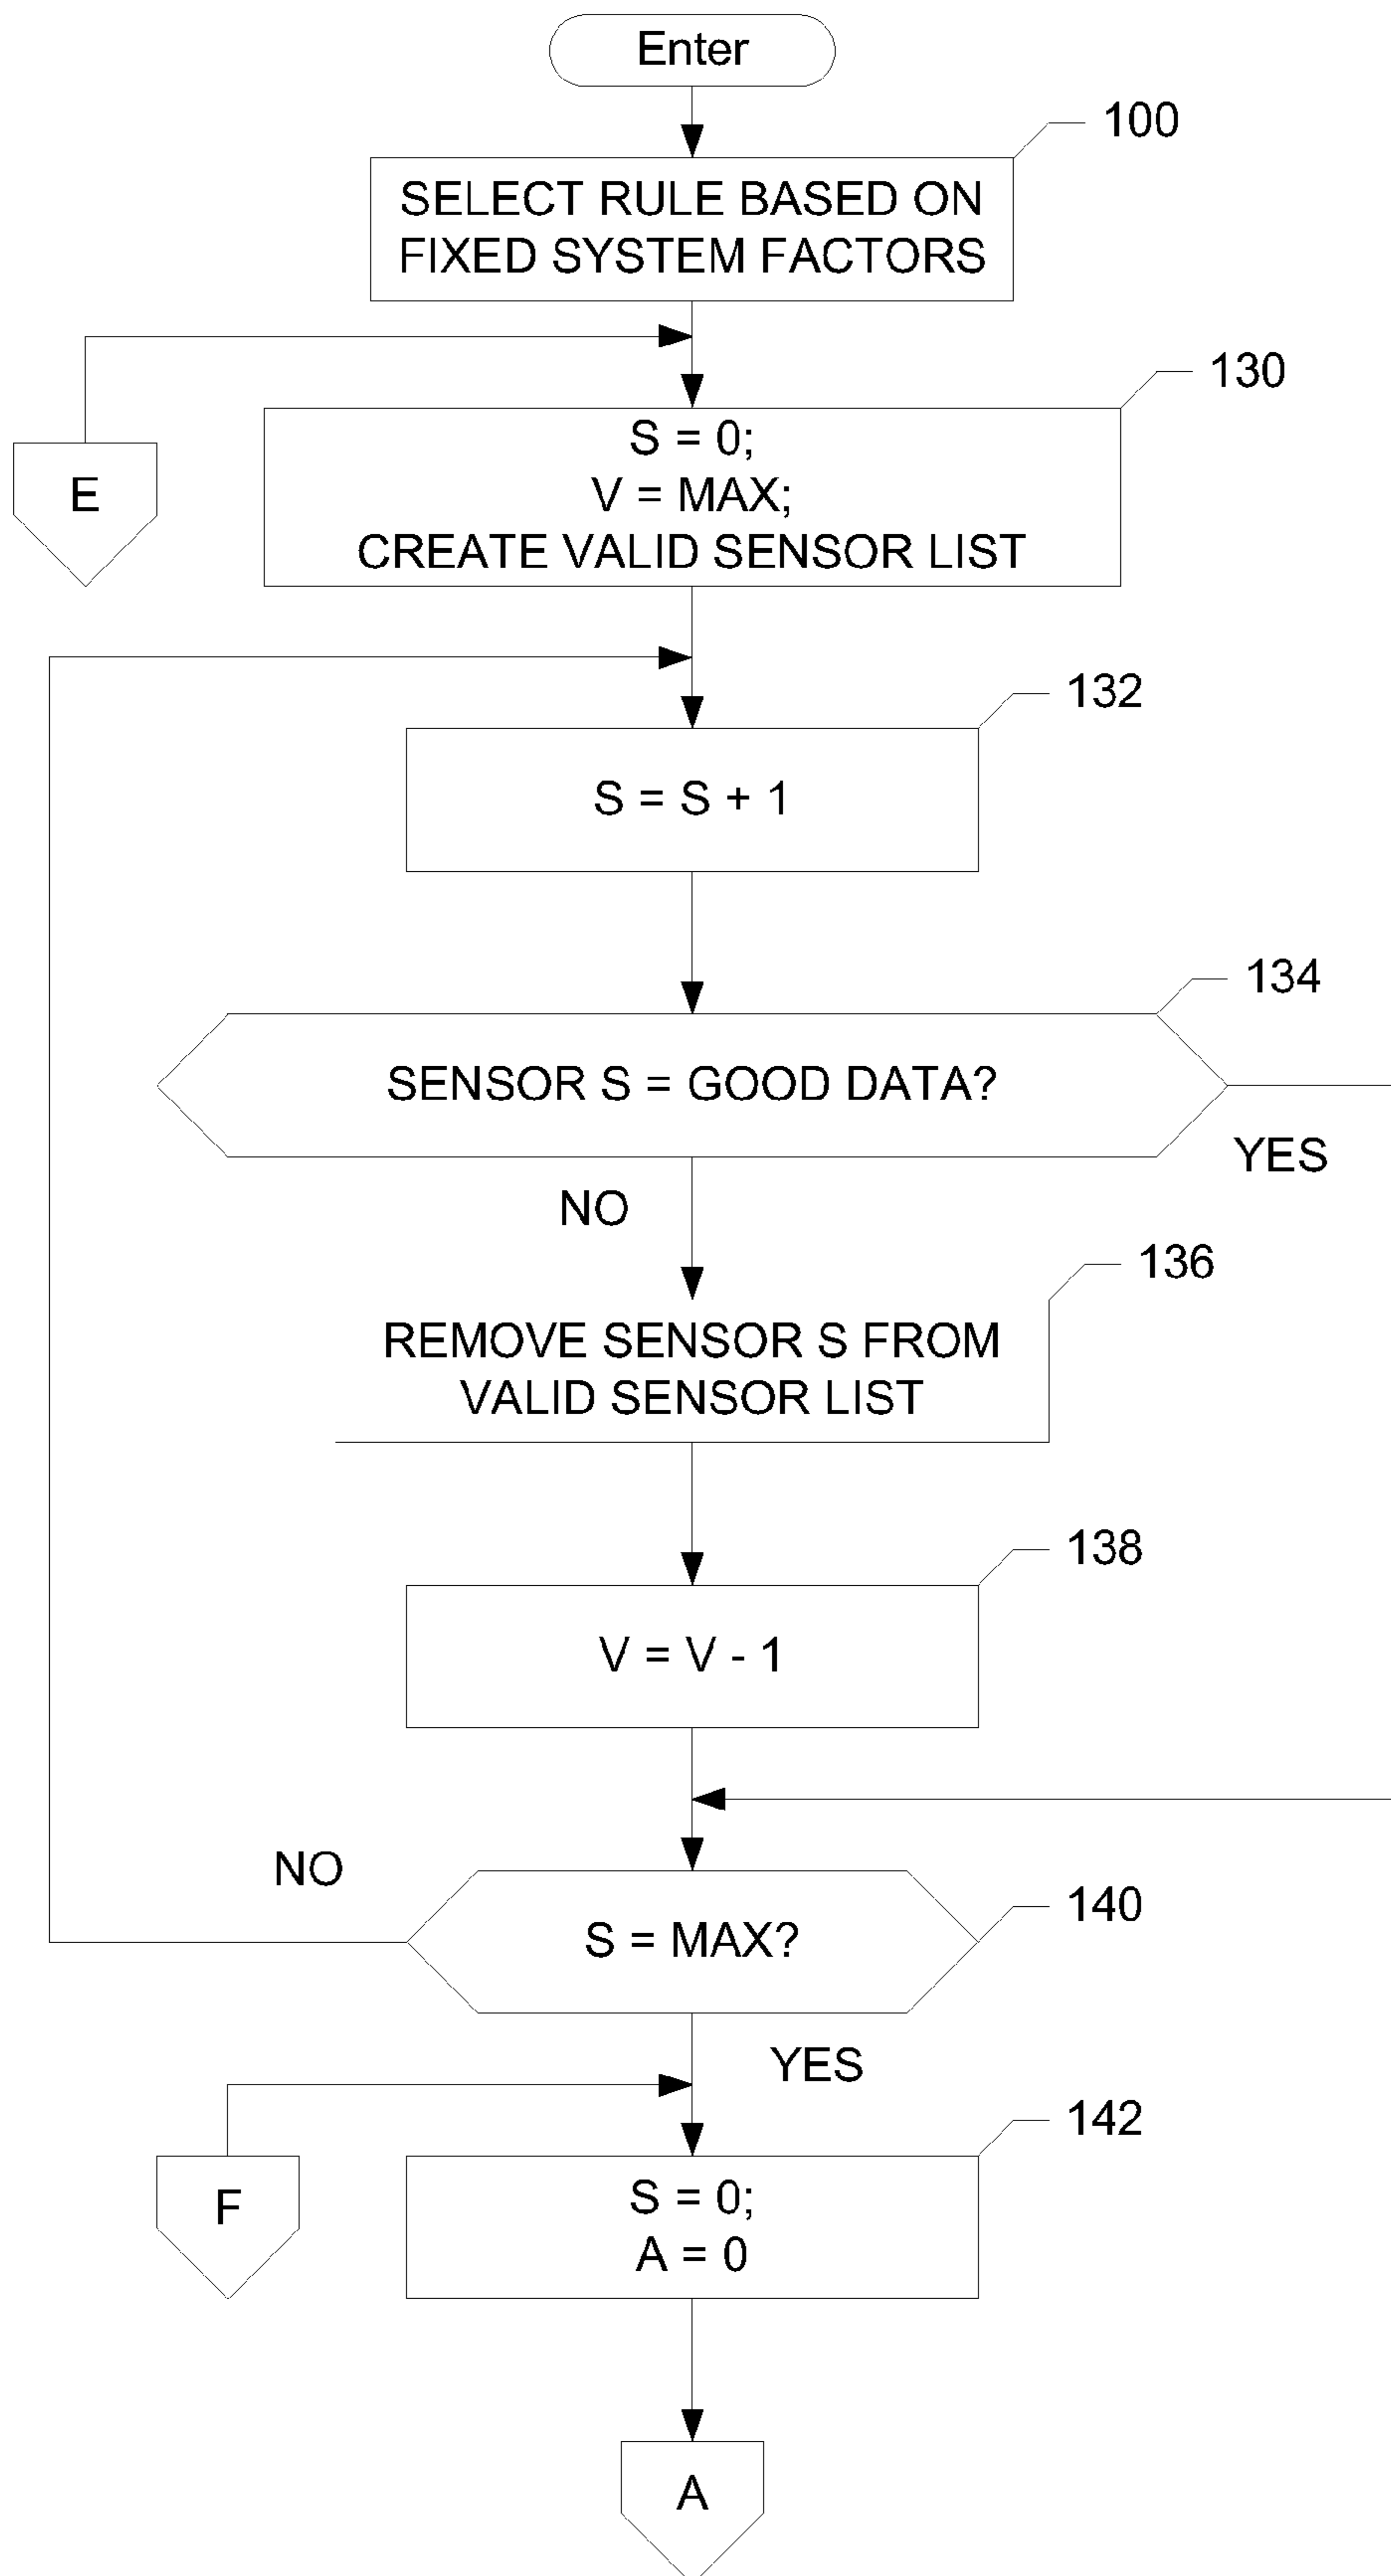 Enter
100
SELECT RULE BASED ON
FIXED SYSTEM FACTORS
130
S = 0;
V = MAX;
CREATE VALID SENSOR LIST
E
132
S = S + 1
134
SENSOR S = GOOD DATA?
YES
NO
136
REMOVE SENSOR S FROM
VALID SENSOR LIST
138
V = V - 1
NO
140
S = MAX?
YES
142
S = 0;
A = 0
F
A